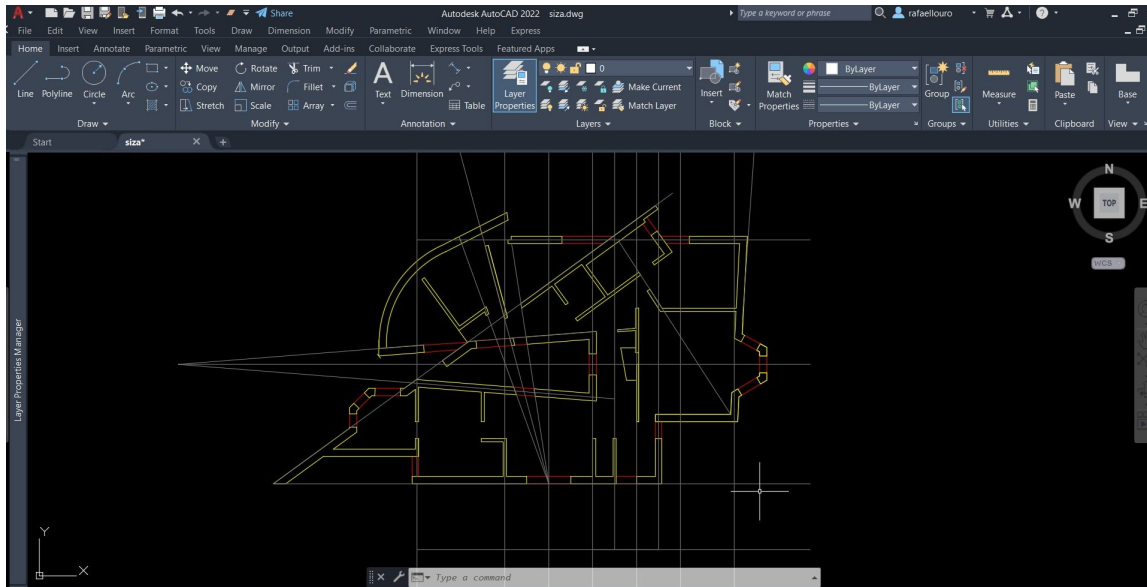 Share
Autodesk AutoCAD 2022 siza.dwg
Type a keyword or phrase
rafaellouro
File Edit View Insert Format Tools Draw Dimension Modify Parametric Window Help Express
Home Insert Annotate Parametric View Manage Output Add-ins Collaborate Express Tools Featured Apps
Line Polyline Circle Arc
Move Rotate Trim
Copy Mirror Fillet
Stretch Scale Array
Text Dimension Table
Layer Properties
0
Make Current
Match Layer
Insert
Match Properties
ByLayer
ByLayer
ByLayer
Group
Measure
Paste
Base
Draw Modify Annotation Layers Block Properties Groups Utilities Clipboard View
Start siza* +
Layer Properties Manager
N
W TOP E
S
WCS
Y
X
Type a command